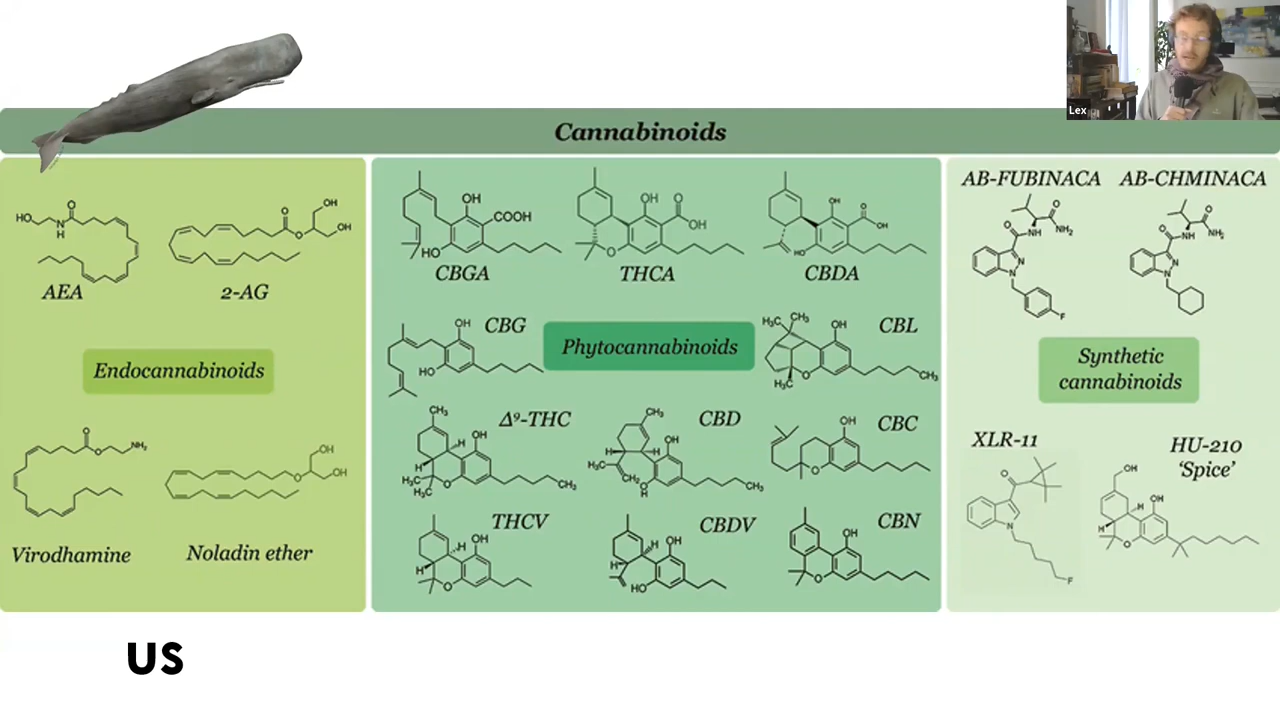 Lex
Cannabinoids
AEA
2-AG
Endocannabinoids
Virodhamine
Noladin ether
CBGA
THCA
CBDA
CBG
Phytocannabinoids
CBL
Δ⁹-THC
CBD
CBC
THCV
CBDV
CBN
AB-FUBINACA
AB-CHMINACA
Synthetic
cannabinoids
XLR-11
HU-210
'Spice'
US